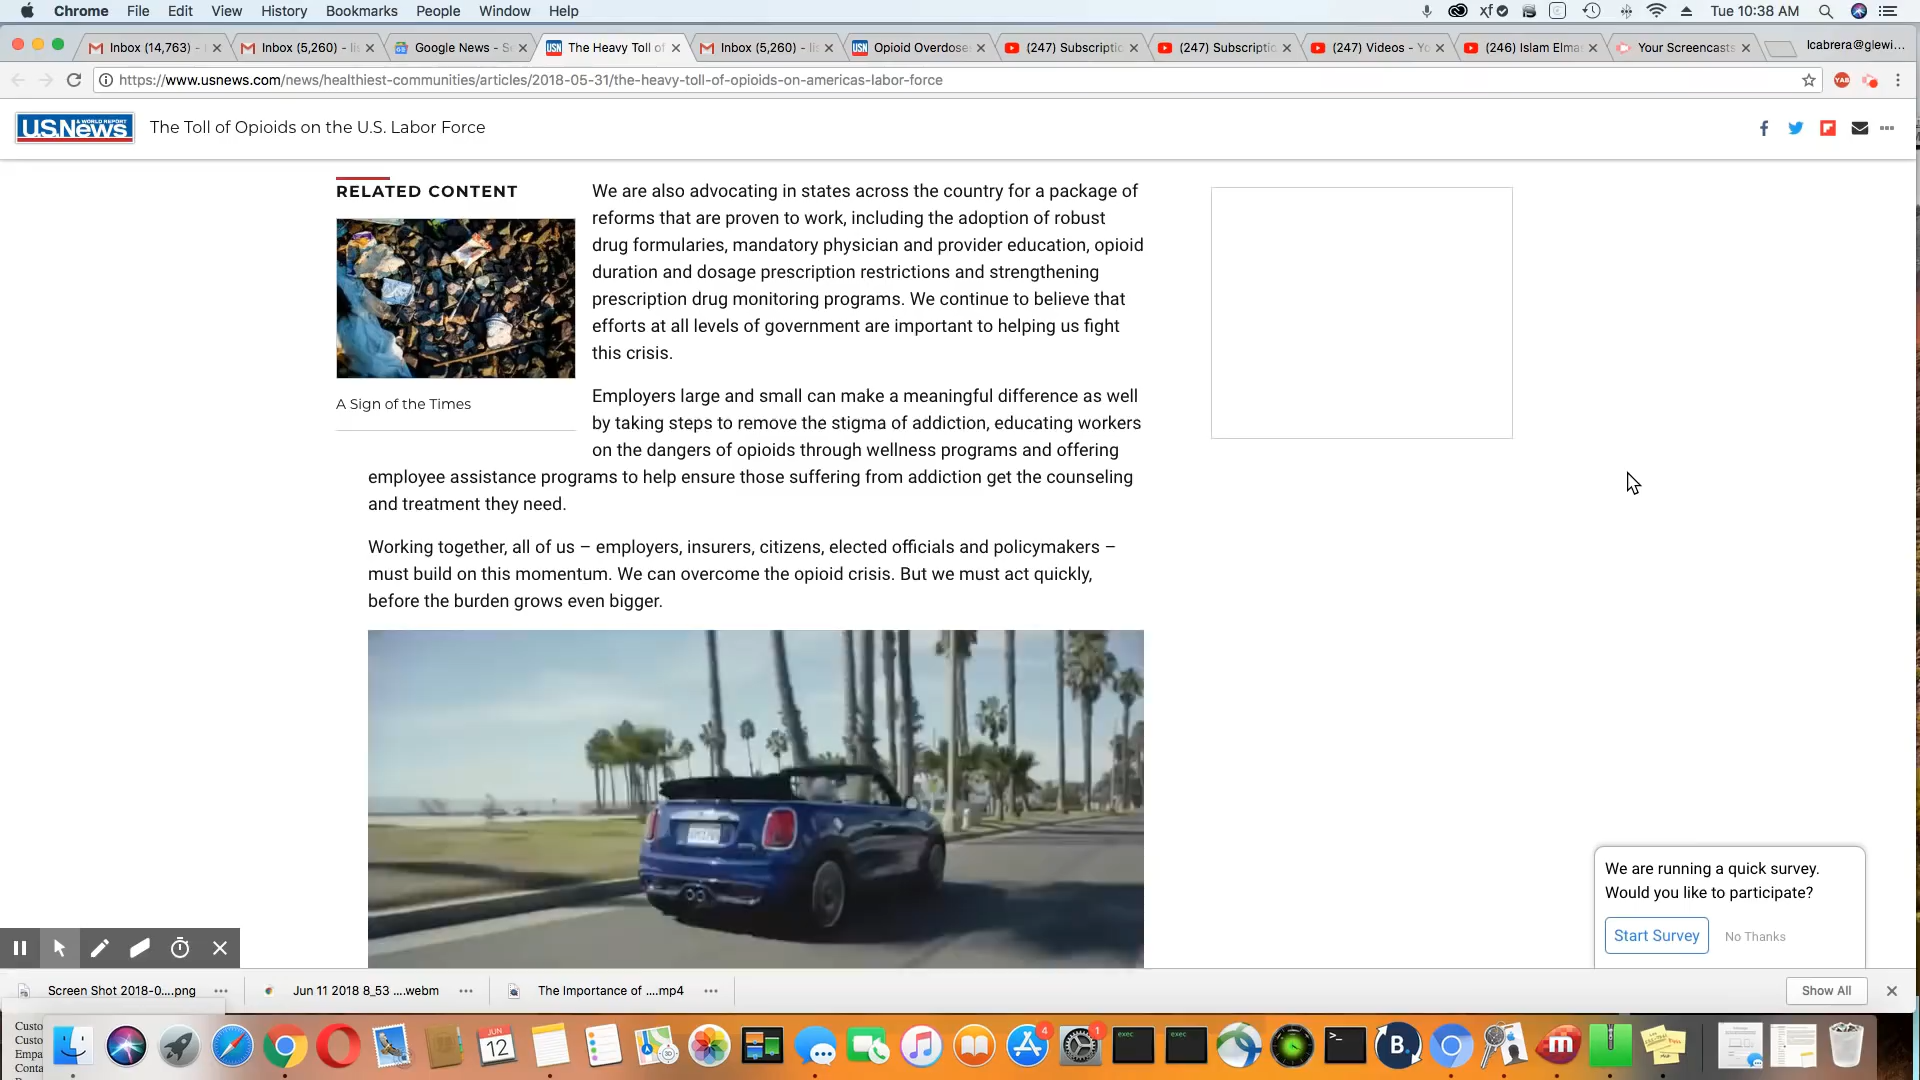 Chrome File Edit View History Bookmarks People Window Help
Tue 10:38 AM
Inbox (14,763) -
Inbox (5,260) - lis
Google News - S
The Heavy Toll of
Inbox (5,260) - lis
Opioid Overdose
(247) Subscriptio
(247) Subscriptio
(247) Videos - Yo
(246) Islam Elma
Your Screencasts
lcabrera@glewi...
https://www.usnews.com/news/healthiest-communities/articles/2018-05-31/the-heavy-toll-of-opioids-on-americas-labor-force
U.S.News
The Toll of Opioids on the U.S. Labor Force
RELATED CONTENT
A Sign of the Times
We are also advocating in states across the country for a package of
reforms that are proven to work, including the adoption of robust
drug formularies, mandatory physician and provider education, opioid
duration and dosage prescription restrictions and strengthening
prescription drug monitoring programs. We continue to believe that
efforts at all levels of government are important to helping us fight
this crisis.
Employers large and small can make a meaningful difference as well
by taking steps to remove the stigma of addiction, educating workers
on the dangers of opioids through wellness programs and offering
employee assistance programs to help ensure those suffering from addiction get the counseling
and treatment they need.
Working together, all of us – employers, insurers, citizens, elected officials and policymakers –
must build on this momentum. We can overcome the opioid crisis. But we must act quickly,
before the burden grows even bigger.
We are running a quick survey.
Would you like to participate?
Start Survey
No Thanks
Screen Shot 2018-0....png
Jun 11 2018 8_53 ....webm
The Importance of ....mp4
Show All
Custo
Custo
Empa
Conta
JUN
12
4
1
exec
exec
B.